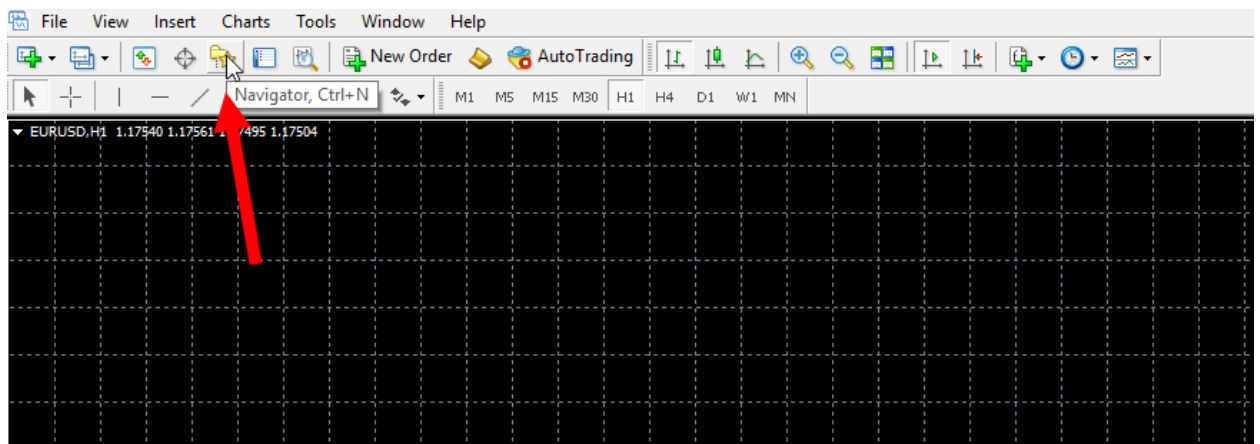 File View Insert Charts Tools Window Help
New Order AutoTrading
Navigator, Ctrl+N M1 M5 M15 M30 H1 H4 D1 W1 MN
EURUSD,H1 1.17540 1.17561 1.17504